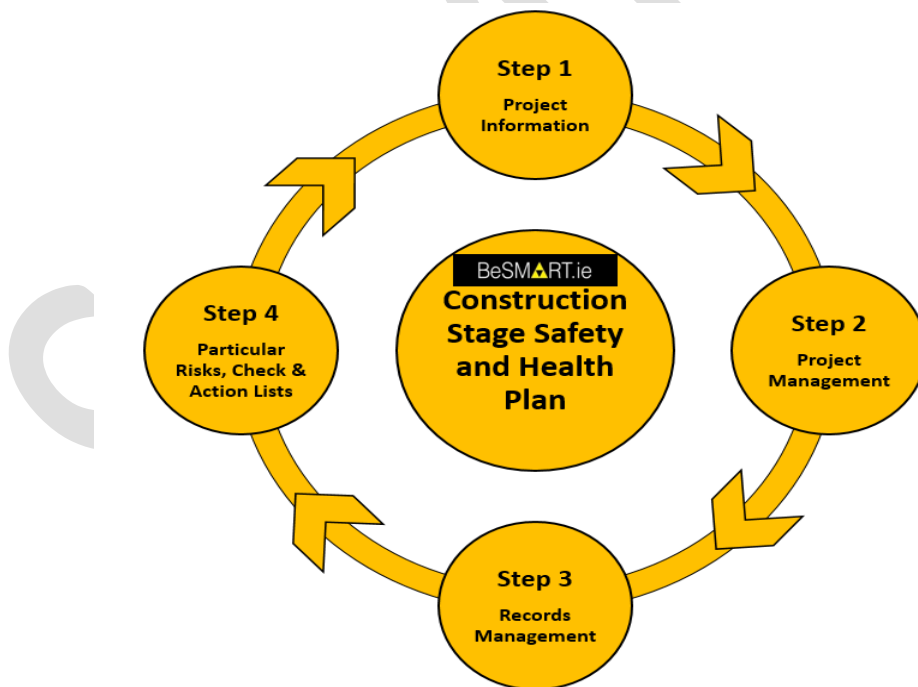 Step 1
Project
Information
BeSMART.ie
Construction
Stage Safety
and Health
Plan
Step 2
Project
Management
Step 3
Records
Management
Step 4
Particular
Risks, Check &
Action Lists